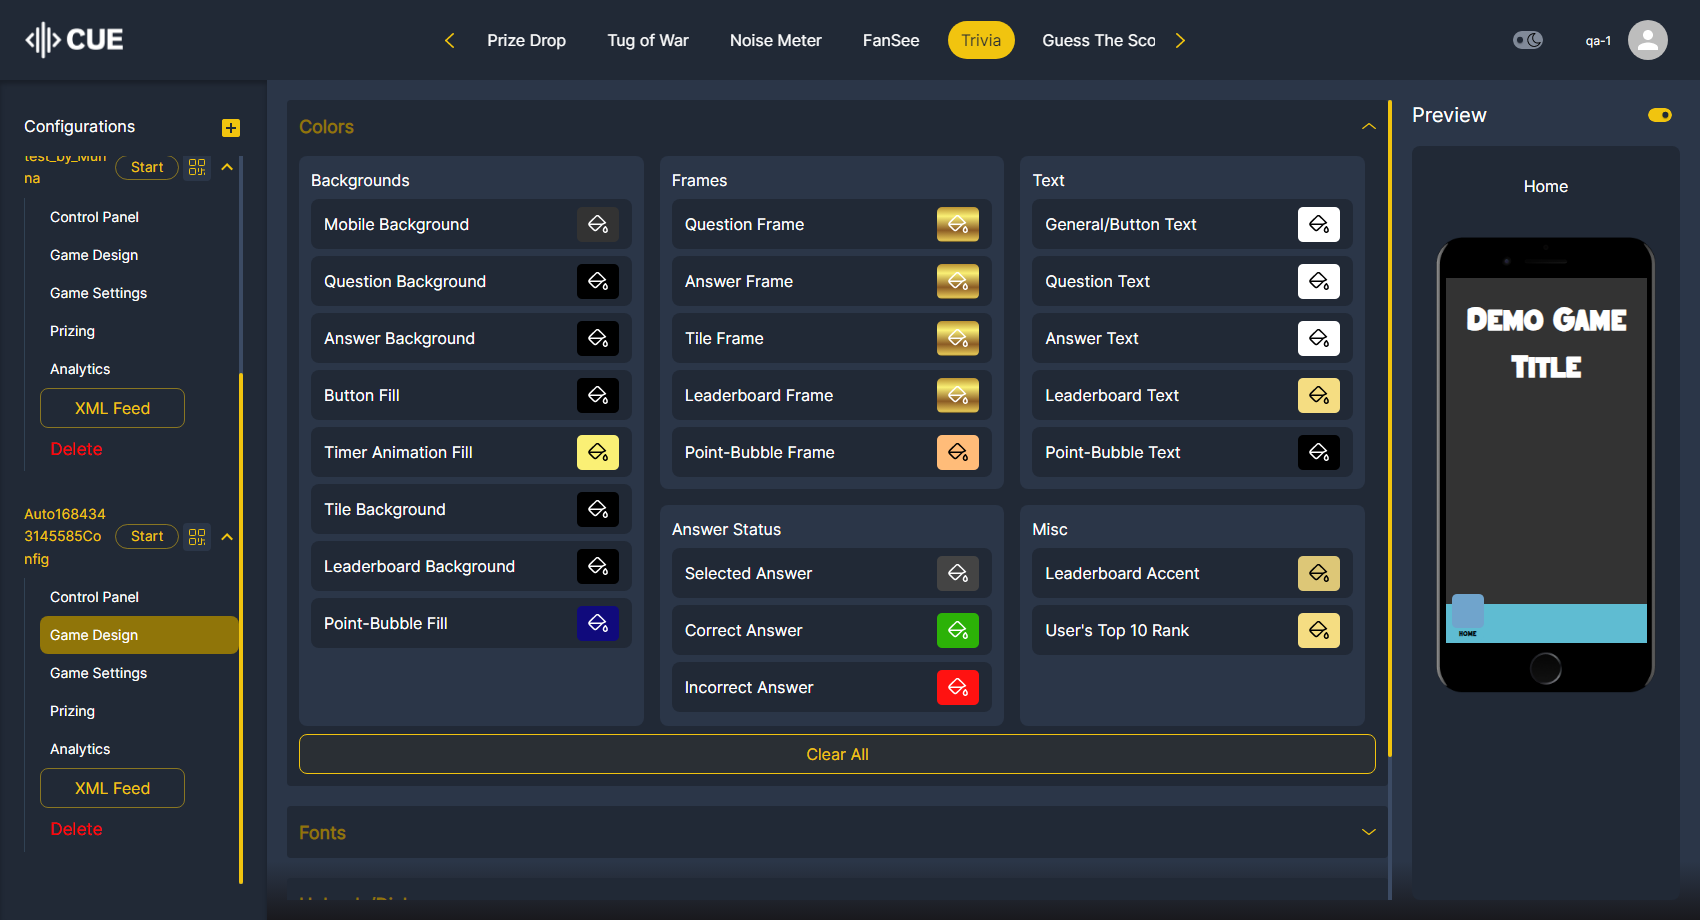 CUE
Prize Drop
Tug of War
Noise Meter
FanSee
Trivia
Guess The Sco
qa-1
Configurations
test_by_Mun
na
Start
Control Panel
Game Design
Game Settings
Prizing
Analytics
XML Feed
Delete
Auto168434
3145585Co
nfig
Start
Control Panel
Game Design
Game Settings
Prizing
Analytics
XML Feed
Delete
Colors
Backgrounds
Mobile Background
Question Background
Answer Background
Button Fill
Timer Animation Fill
Tile Background
Leaderboard Background
Point-Bubble Fill
Frames
Question Frame
Answer Frame
Tile Frame
Leaderboard Frame
Point-Bubble Frame
Text
General/Button Text
Question Text
Answer Text
Leaderboard Text
Point-Bubble Text
Answer Status
Selected Answer
Correct Answer
Incorrect Answer
Misc
Leaderboard Accent
User's Top 10 Rank
Clear All
Fonts
Preview
Home
Demo Game
Title
HOME